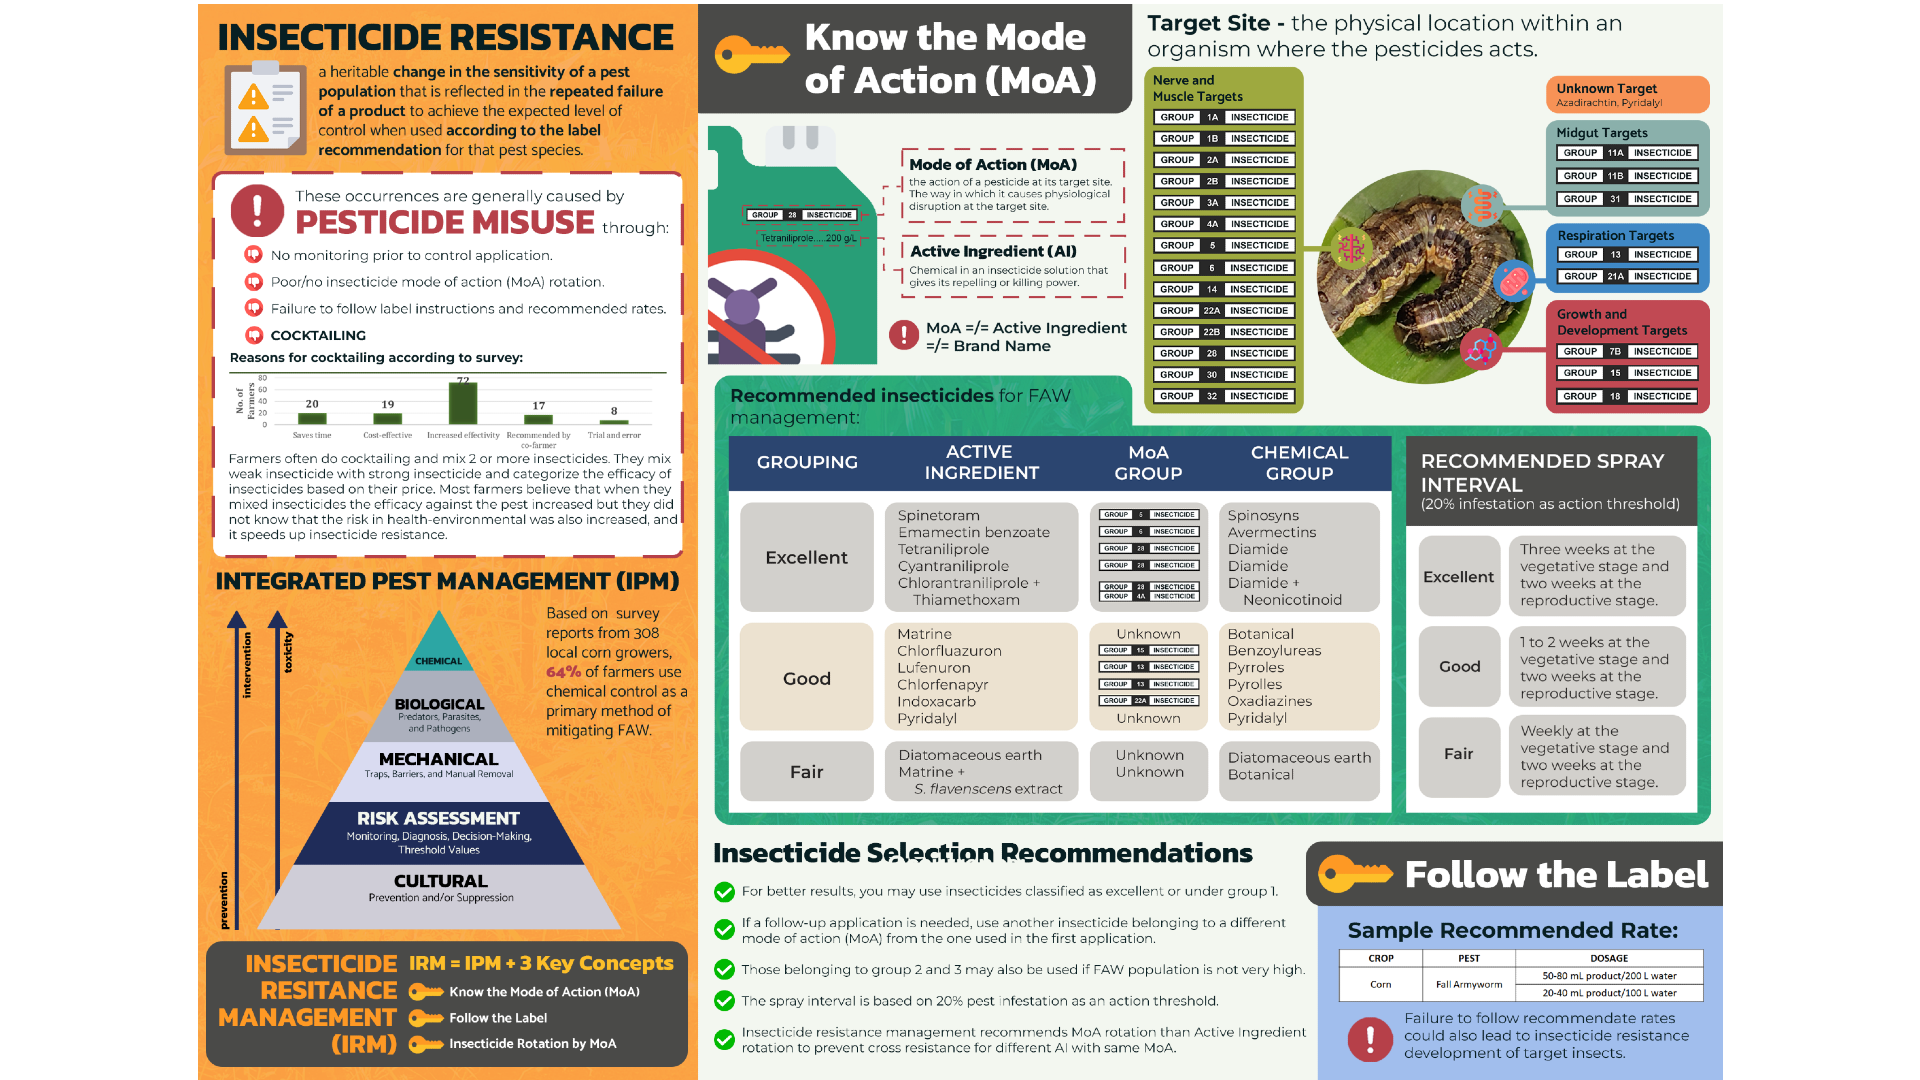 INSECTICIDE RESISTANCE
a heritable change in the sensitivity of a pest
population that is reflected in the repeated failure
of a product to achieve the expected level of
control when used according to the label
recommendation for that pest species.
These occurrences are generally caused by
PESTICIDE MISUSE through:
No monitoring prior to control application.
Poor/no insecticide mode of action (MoA) rotation.
Failure to follow label instructions and recommended rates.
COCKTAILING
Reasons for cocktailing according to survey:
No. of
Farmers
80
60
40
20
0
20
19
72
17
8
Saves time
Cost-effective
Increased effectivity
Recommended by
co-farmer
Trial and error
Farmers often do cocktailing and mix 2 or more insecticides. They mix
weak insecticide with strong insecticide and categorize the efficacy of
insecticides based on their price. Most farmers believe that when they
mixed insecticides the efficacy against the pest increased but they did
not know that the risk in health-environmental was also increased, and
it speeds up insecticide resistance.
INTEGRATED PEST MANAGEMENT (IPM)
intervention
toxicity
prevention
CHEMICAL
BIOLOGICAL
Predators, Parasites,
and Pathogens
MECHANICAL
Traps, Barriers, and Manual Removal
RISK ASSESSMENT
Monitoring, Diagnosis, Decision-Making,
Threshold Values
CULTURAL
Prevention and/or Suppression
Based on survey
reports from 308
local corn growers,
64% of farmers use
chemical control as a
primary method of
mitigating FAW.
INSECTICIDE
RESITANCE
MANAGEMENT
(IRM)
IRM = IPM + 3 Key Concepts
Know the Mode of Action (MoA)
Follow the Label
Insecticide Rotation by MoA
Know the Mode
of Action (MoA)
GROUP 28 INSECTICIDE
Tetraniliprole.....200 g/L
Mode of Action (MoA)
the action of a pesticide at its target site.
The way in which it causes physiological
disruption at the target site.
Active Ingredient (AI)
Chemical in an insecticide solution that
gives its repelling or killing power.
MoA =/= Active Ingredient
=/= Brand Name
Target Site - the physical location within an
organism where the pesticides acts.
Nerve and
Muscle Targets
GROUP 1A INSECTICIDE
GROUP 1B INSECTICIDE
GROUP 2A INSECTICIDE
GROUP 2B INSECTICIDE
GROUP 3A INSECTICIDE
GROUP 4A INSECTICIDE
GROUP 5 INSECTICIDE
GROUP 6 INSECTICIDE
GROUP 14 INSECTICIDE
GROUP 22A INSECTICIDE
GROUP 22B INSECTICIDE
GROUP 28 INSECTICIDE
GROUP 30 INSECTICIDE
GROUP 32 INSECTICIDE
Unknown Target
Azadirachtin, Pyridalyl
Midgut Targets
GROUP 11A INSECTICIDE
GROUP 11B INSECTICIDE
GROUP 31 INSECTICIDE
Respiration Targets
GROUP 13 INSECTICIDE
GROUP 21A INSECTICIDE
Growth and
Development Targets
GROUP 7B INSECTICIDE
GROUP 15 INSECTICIDE
GROUP 18 INSECTICIDE
Recommended insecticides for FAW
management:
GROUPING
ACTIVE
INGREDIENT
MoA
GROUP
CHEMICAL
GROUP
Excellent
Spinetoram
Emamectin benzoate
Tetraniliprole
Cyantraniliprole
Chlorantraniliprole +
Thiamethoxam
GROUP 5 INSECTICIDE
GROUP 6 INSECTICIDE
GROUP 28 INSECTICIDE
GROUP 28 INSECTICIDE
GROUP 28 INSECTICIDE
GROUP 4A INSECTICIDE
Spinosyns
Avermectins
Diamide
Diamide
Diamide +
Neonicotinoid
Good
Matrine
Chlorfluazuron
Lufenuron
Chlorfenapyr
Indoxacarb
Pyridalyl
Unknown
GROUP 15 INSECTICIDE
GROUP 13 INSECTICIDE
GROUP 13 INSECTICIDE
GROUP 22A INSECTICIDE
Unknown
Botanical
Benzoylureas
Pyrroles
Pyrolles
Oxadiazines
Pyridalyl
Fair
Diatomaceous earth
Matrine +
S. flavenscens extract
Unknown
Unknown
Diatomaceous earth
Botanical
RECOMMENDED SPRAY
INTERVAL
(20% infestation as action threshold)
Excellent
Three weeks at the
vegetative stage and
two weeks at the
reproductive stage.
Good
1 to 2 weeks at the
vegetative stage and
two weeks at the
reproductive stage.
Fair
Weekly at the
vegetative stage and
two weeks at the
reproductive stage.
Insecticide Selection Recommendations
For better results, you may use insecticides classified as excellent or under group 1.
If a follow-up application is needed, use another insecticide belonging to a different
mode of action (MoA) from the one used in the first application.
Those belonging to group 2 and 3 may also be used if FAW population is not very high.
The spray interval is based on 20% pest infestation as an action threshold.
Insecticide resistance management recommends MoA rotation than Active Ingredient
rotation to prevent cross resistance for different AI with same MoA.
Follow the Label
Sample Recommended Rate:
CROP
PEST
DOSAGE
Corn
Fall Armyworm
50-80 mL product/200 L water
20-40 mL product/100 L water
Failure to follow recommendate rates
could also lead to insecticide resistance
development of target insects.